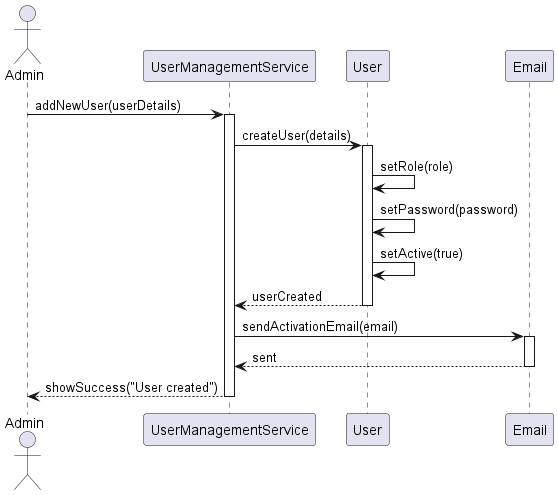 Admin
UserManagementService
User
Email
addNewUser(userDetails)
createUser(details)
setRole(role)
setPassword(password)
setActive(true)
userCreated
sendActivationEmail(email)
sent
showSuccess("User created")
Admin
UserManagementService
User
Email